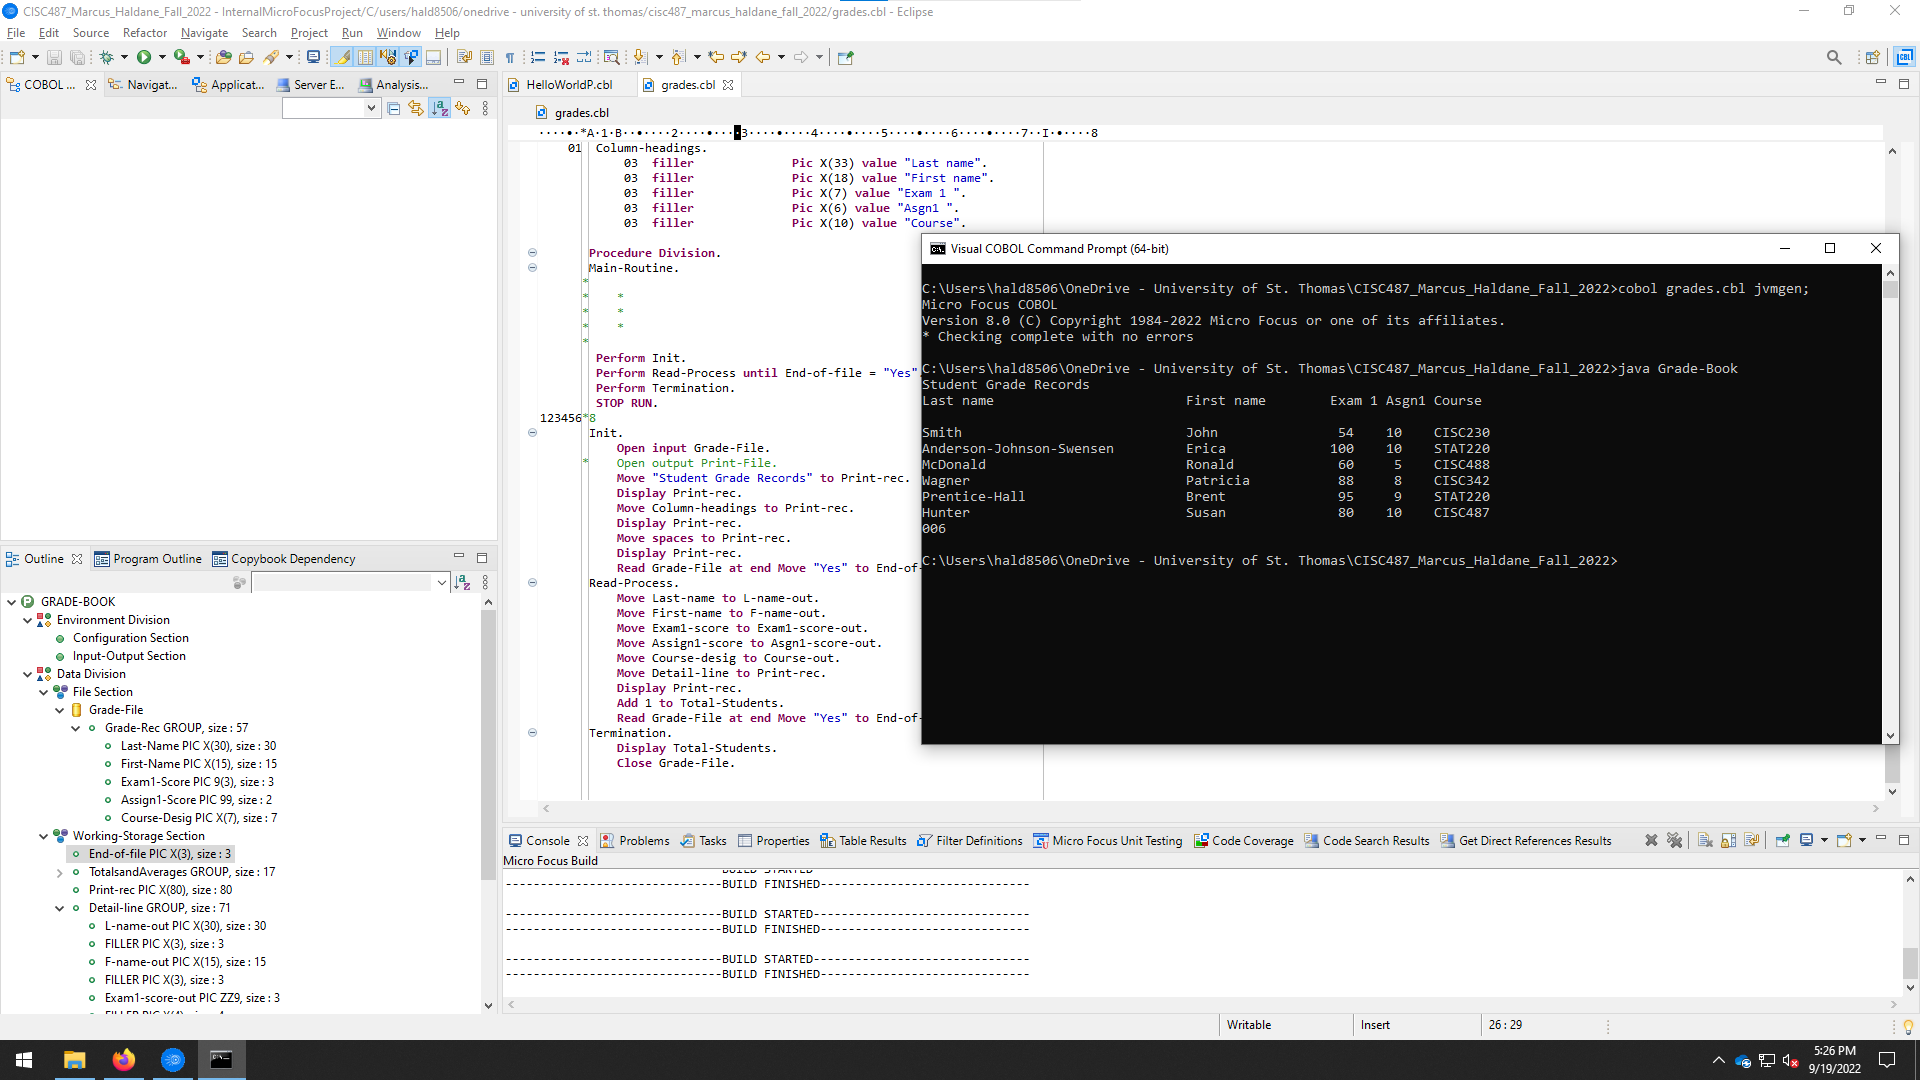 CISC487_Marcus_Haldane_Fall_2022 - InternalMicroFocusProject/C/users/hald8506/onedrive - university of st. thomas/cisc487_marcus_haldane_fall_2022/grades.cbl - Eclipse
File Edit Source Refactor Navigate Search Project Run Window Help
COBOL ... Navigat... Applicat... Server E... Analysis...
HelloWorldP.cbl grades.cbl
grades.cbl
····•·*A·1·B··•····2····•····3····•····4····•····5····•····6····•····7··I·•····8
01 Column-headings.
03 filler Pic X(33) value "Last name".
03 filler Pic X(18) value "First name".
03 filler Pic X(7) value "Exam 1 ".
03 filler Pic X(6) value "Asgn1 ".
03 filler Pic X(10) value "Course".
Procedure Division.
Main-Routine.
*
* *
* *
* *
*
Perform Init.
Perform Read-Process until End-of-file = "Yes".
Perform Termination.
STOP RUN.
123456*8
Init.
Open input Grade-File.
* Open output Print-File.
Move "Student Grade Records" to Print-rec.
Display Print-rec.
Move Column-headings to Print-rec.
Display Print-rec.
Move spaces to Print-rec.
Display Print-rec.
Read Grade-File at end Move "Yes" to End-of-
Read-Process.
Move Last-name to L-name-out.
Move First-name to F-name-out.
Move Exam1-score to Exam1-score-out.
Move Assign1-score to Asgn1-score-out.
Move Course-desig to Course-out.
Move Detail-line to Print-rec.
Display Print-rec.
Add 1 to Total-Students.
Read Grade-File at end Move "Yes" to End-of-
Termination.
Display Total-Students.
Close Grade-File.
Visual COBOL Command Prompt (64-bit)
C:\Users\hald8506\OneDrive - University of St. Thomas\CISC487_Marcus_Haldane_Fall_2022>cobol grades.cbl jvmgen;
Micro Focus COBOL
Version 8.0 (C) Copyright 1984-2022 Micro Focus or one of its affiliates.
* Checking complete with no errors
C:\Users\hald8506\OneDrive - University of St. Thomas\CISC487_Marcus_Haldane_Fall_2022>java Grade-Book
Student Grade Records
Last name First name Exam 1 Asgn1 Course
Smith John 54 10 CISC230
Anderson-Johnson-Swensen Erica 100 10 STAT220
McDonald Ronald 60 5 CISC488
Wagner Patricia 88 8 CISC342
Prentice-Hall Brent 95 9 STAT220
Hunter Susan 80 10 CISC487
006
C:\Users\hald8506\OneDrive - University of St. Thomas\CISC487_Marcus_Haldane_Fall_2022>
Outline Program Outline Copybook Dependency
GRADE-BOOK
Environment Division
Configuration Section
Input-Output Section
Data Division
File Section
Grade-File
Grade-Rec GROUP, size : 57
Last-Name PIC X(30), size : 30
First-Name PIC X(15), size : 15
Exam1-Score PIC 9(3), size : 3
Assign1-Score PIC 99, size : 2
Course-Desig PIC X(7), size : 7
Working-Storage Section
End-of-file PIC X(3), size : 3
TotalsandAverages GROUP, size : 17
Print-rec PIC X(80), size : 80
Detail-line GROUP, size : 71
L-name-out PIC X(30), size : 30
FILLER PIC X(3), size : 3
F-name-out PIC X(15), size : 15
FILLER PIC X(3), size : 3
Exam1-score-out PIC ZZ9, size : 3
FILLER PIC X(4), size : 4
Console Problems Tasks Properties Table Results Filter Definitions Micro Focus Unit Testing Code Coverage Code Search Results Get Direct References Results
Micro Focus Build
BUILD STARTED
-------------------------------BUILD FINISHED------------------------------
-------------------------------BUILD STARTED-------------------------------
-------------------------------BUILD FINISHED------------------------------
-------------------------------BUILD STARTED-------------------------------
-------------------------------BUILD FINISHED------------------------------
Writable Insert 26 : 29
5:26 PM
9/19/2022